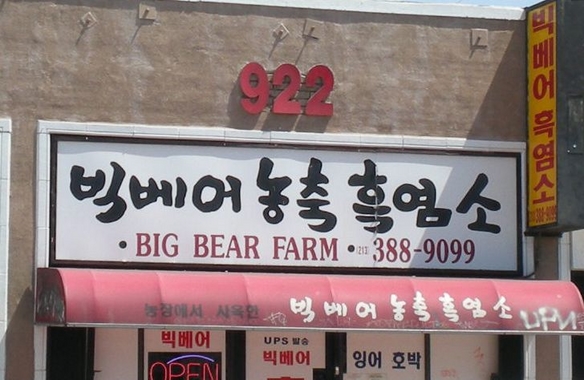 922
빅베어 농축 흑염소
• BIG BEAR FARM • (213) 388-9099
빅베어 흑염소
388-9099
농장에서 사육한 빅베어 농축흑염소
빅베어
OPEN
UPS 발송
빅베어
잉어 호박